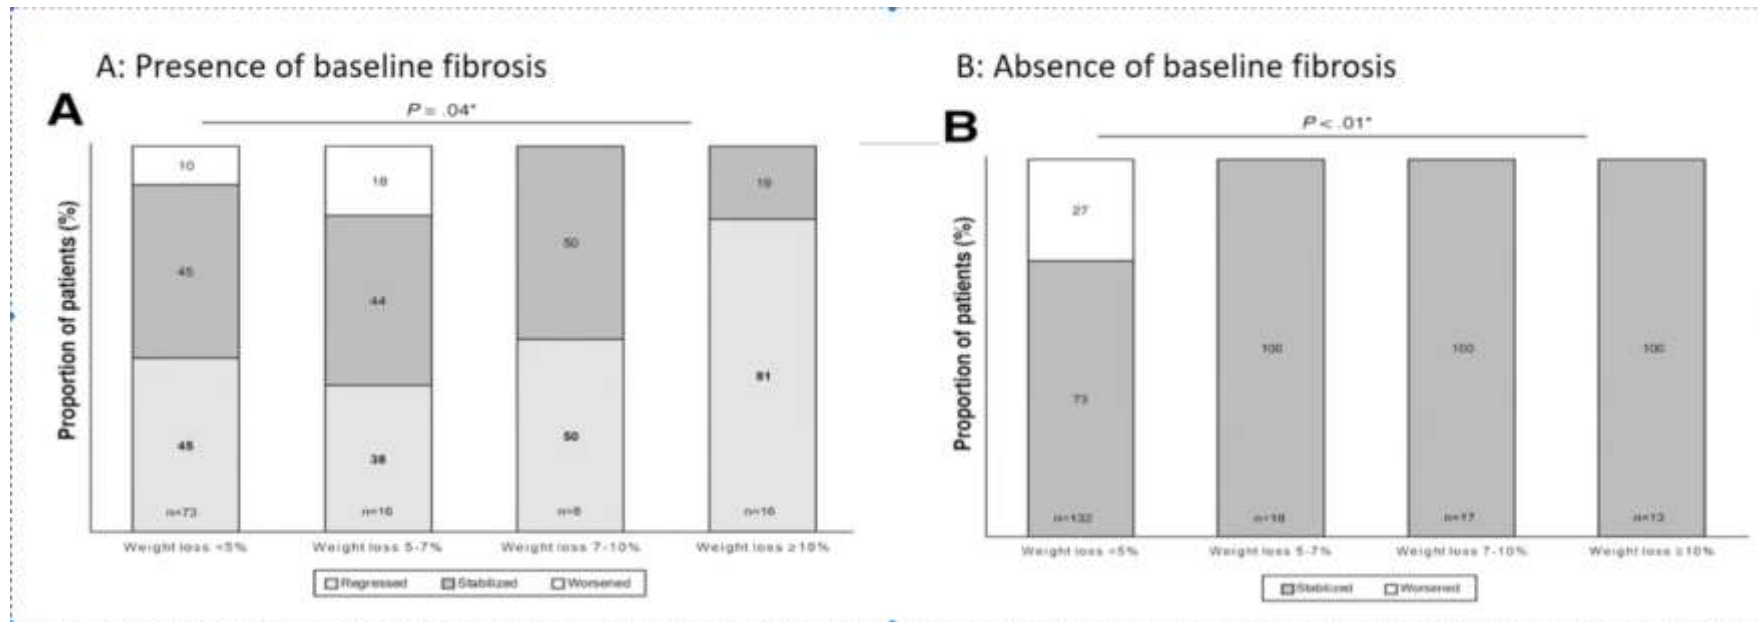 A: Presence of baseline fibrosis
A
P = .04*
Proportion of patients (%)
10
45
45
n=73
18
44
38
n=16
50
50
n=8
19
81
n=16
Weight loss <5%
Weight loss 5-7%
Weight loss 7-10%
Weight loss ≥10%
Regressed
Stabilized
Worsened
B: Absence of baseline fibrosis
B
P < .01*
Proportion of patients (%)
27
73
n=132
100
100
n=17
100
n=13
Weight loss <5%
Weight loss 5-7%
Weight loss 7-10%
Weight loss ≥10%
Stabilized
Worsened